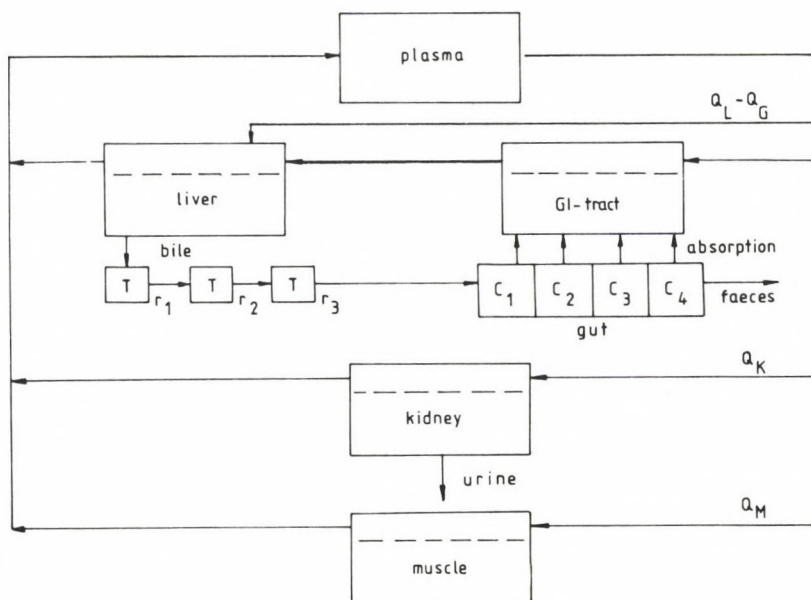 plasma
Q_L-Q_G
liver
GI-tract
bile
absorption
T
r_1
T
r_2
T
r_3
C_1
C_2
C_3
C_4
faeces
gut
Q_K
kidney
urine
Q_M
muscle